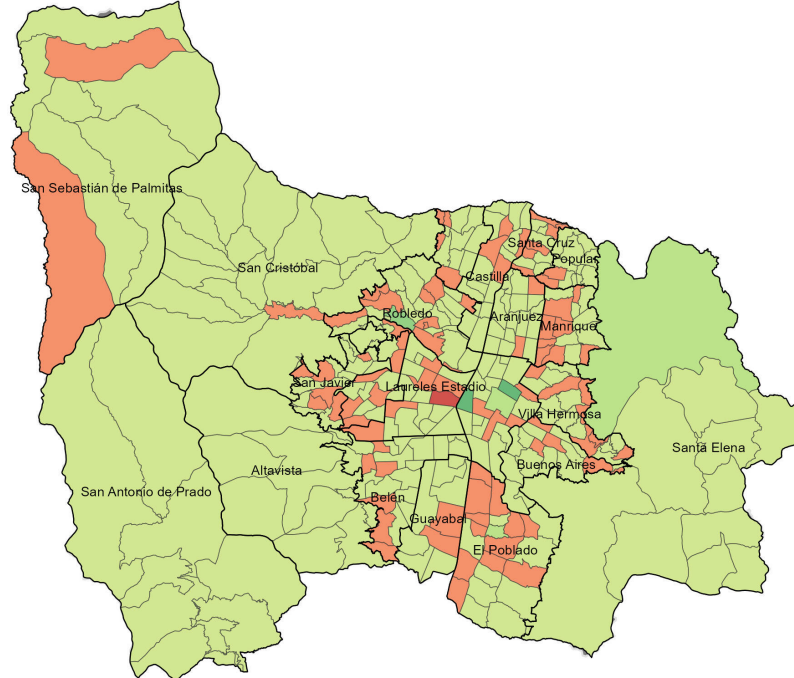 San Sebastián de Palmitas
San Cristóbal
Santa Cruz
Popular
Castilla
Robledo
Aranjuez
Manrique
San Javier
Laureles Estadio
Villa Hermosa
Santa Elena
Altavista
Buenos Aires
San Antonio de Prado
Belén
Guayabal
El Poblado